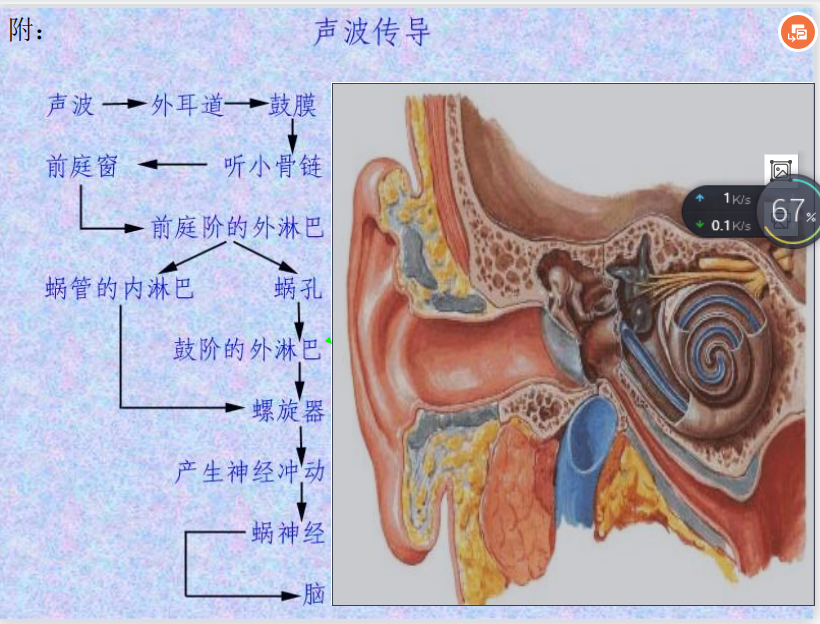 附：
声波传导
声波 外耳道 鼓膜
前庭窗 听小骨链
前庭阶的外淋巴
蜗管的内淋巴 蜗孔
鼓阶的外淋巴
螺旋器
产生神经冲动
蜗神经
脑
1K/s
0.1K/s
67%